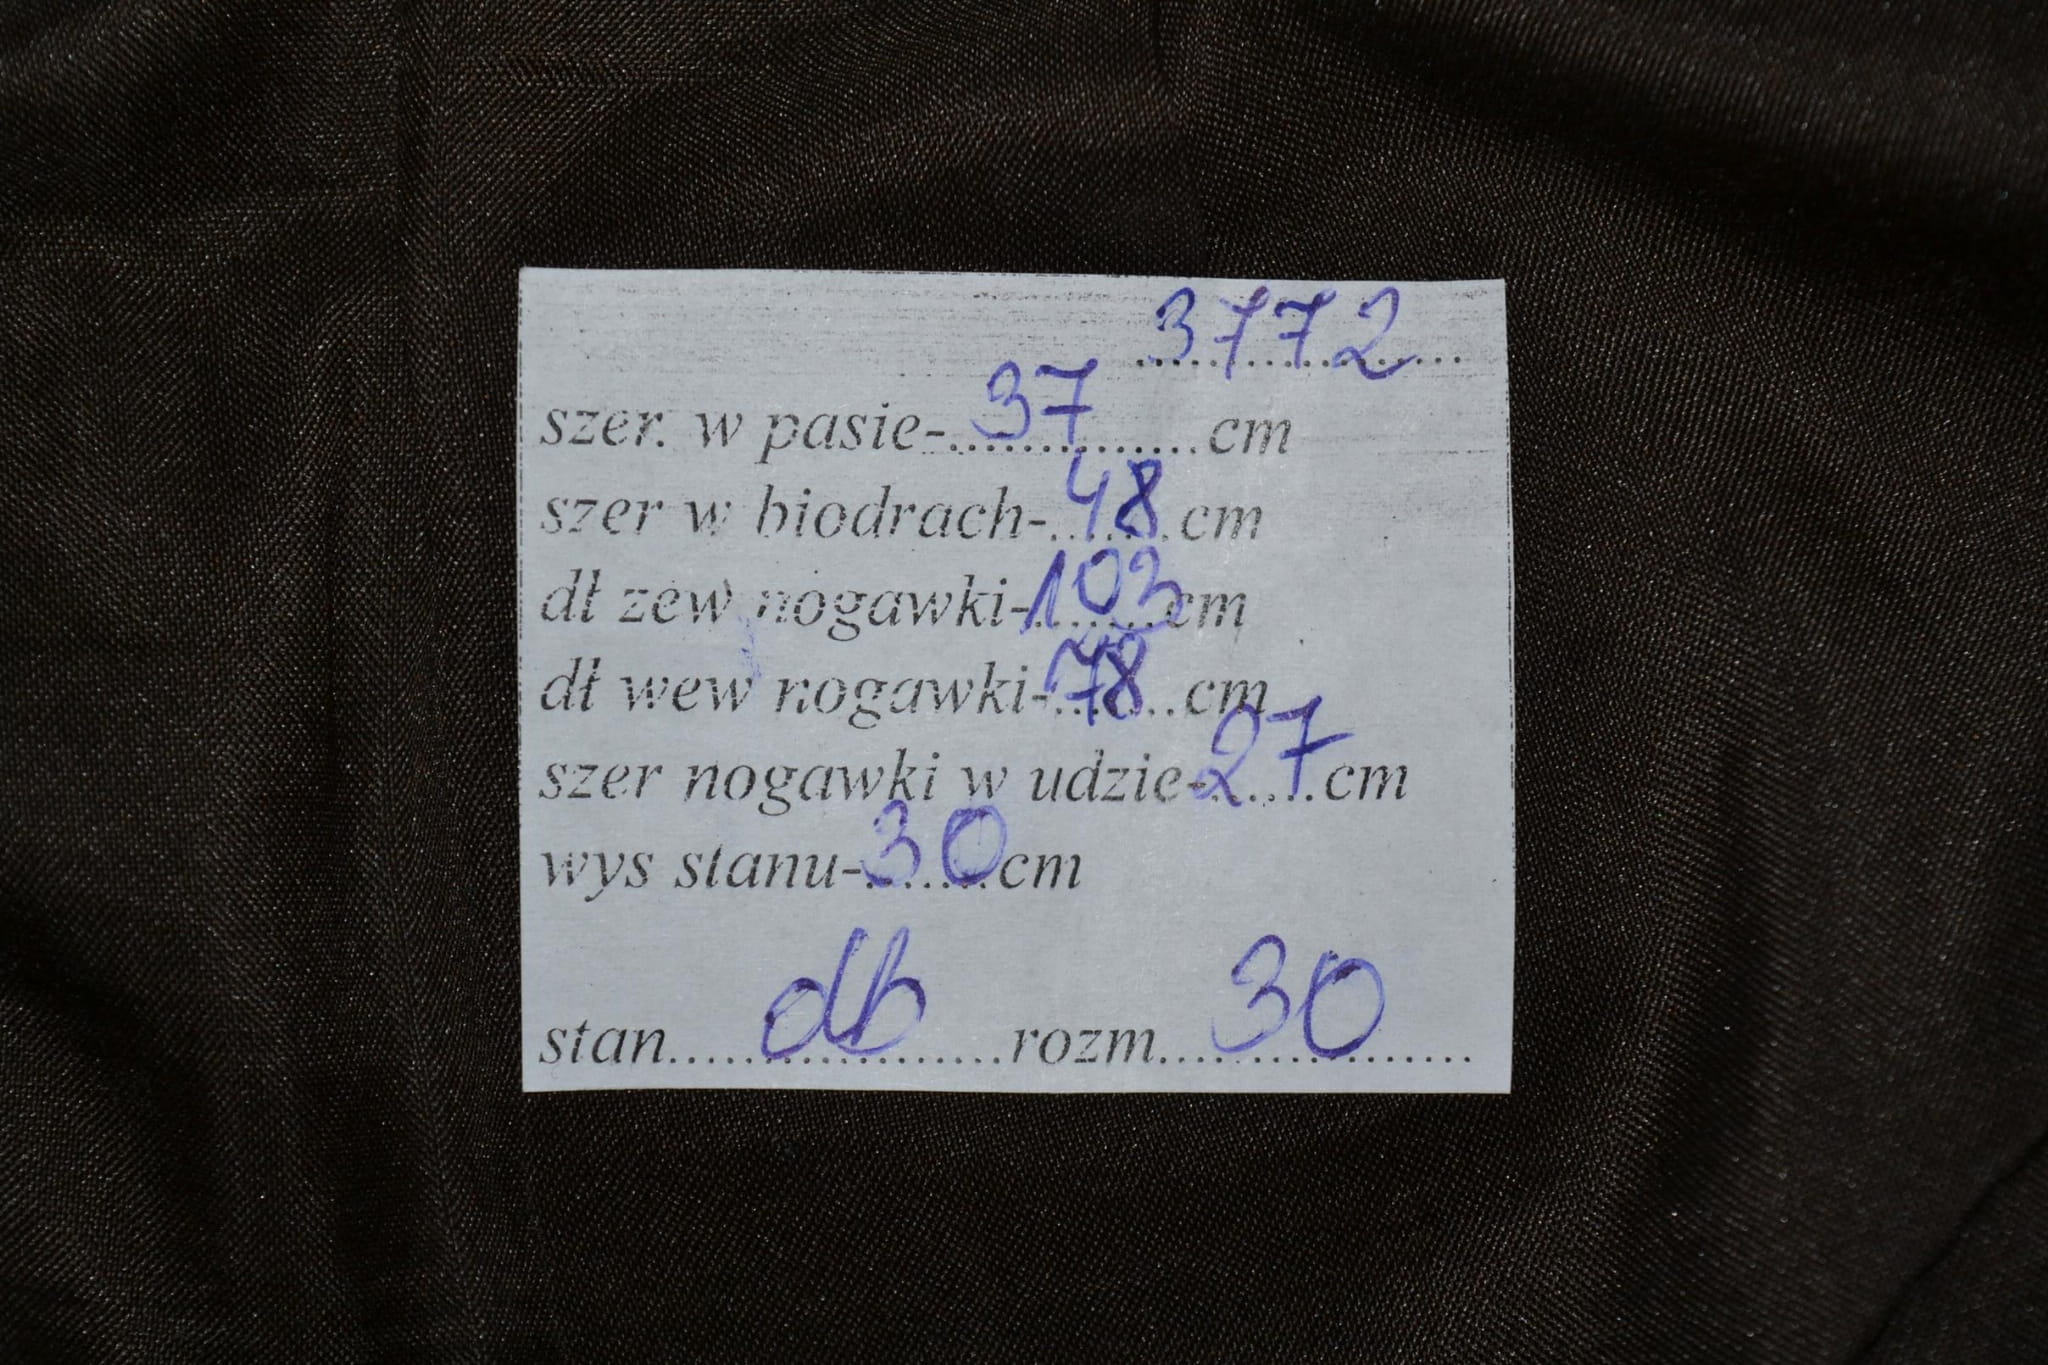 3772
szer. w pasie-37cm
szer w biodrach-48cm
dł zew nogawki-103cm
dł wew nogawki-78cm
szer nogawki w udzie-27cm
wys stanu-30cm
stan db rozm 30